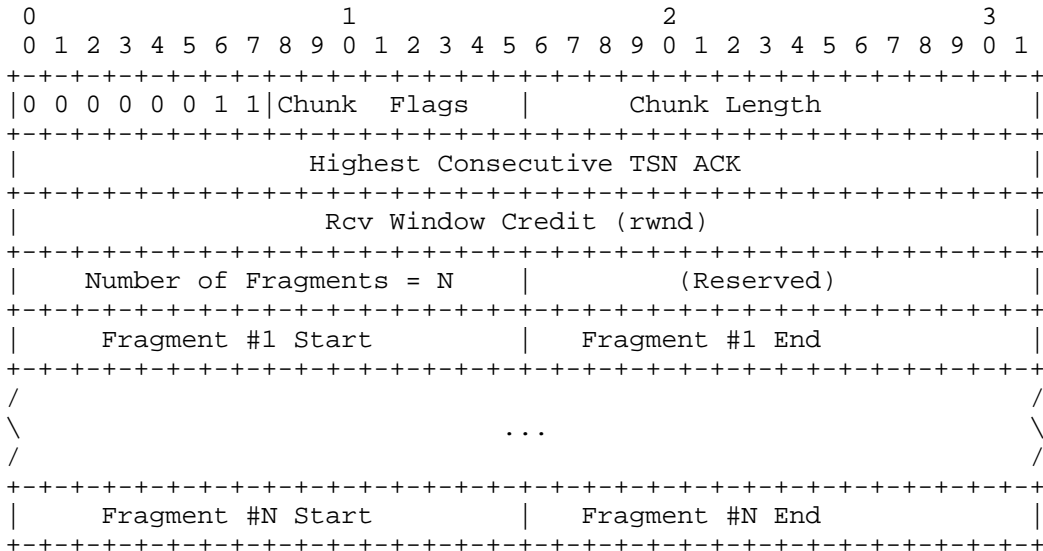 0                   1                   2                   3
 0 1 2 3 4 5 6 7 8 9 0 1 2 3 4 5 6 7 8 9 0 1 2 3 4 5 6 7 8 9 0 1
+-+-+-+-+-+-+-+-+-+-+-+-+-+-+-+-+-+-+-+-+-+-+-+-+-+-+-+-+-+-+-+-+
|0 0 0 0 0 0 1 1|Chunk  Flags   |      Chunk Length             |
+-+-+-+-+-+-+-+-+-+-+-+-+-+-+-+-+-+-+-+-+-+-+-+-+-+-+-+-+-+-+-+-+
|                  Highest Consecutive TSN ACK                  |
+-+-+-+-+-+-+-+-+-+-+-+-+-+-+-+-+-+-+-+-+-+-+-+-+-+-+-+-+-+-+-+-+
|                   Rcv Window Credit (rwnd)                    |
+-+-+-+-+-+-+-+-+-+-+-+-+-+-+-+-+-+-+-+-+-+-+-+-+-+-+-+-+-+-+-+-+
|    Number of Fragments = N    |         (Reserved)            |
+-+-+-+-+-+-+-+-+-+-+-+-+-+-+-+-+-+-+-+-+-+-+-+-+-+-+-+-+-+-+-+-+
|     Fragment #1 Start         |   Fragment #1 End             |
+-+-+-+-+-+-+-+-+-+-+-+-+-+-+-+-+-+-+-+-+-+-+-+-+-+-+-+-+-+-+-+-+
/                                                               /
\                              ...                              \
/                                                               /
+-+-+-+-+-+-+-+-+-+-+-+-+-+-+-+-+-+-+-+-+-+-+-+-+-+-+-+-+-+-+-+-+
|     Fragment #N Start         |   Fragment #N End             |
+-+-+-+-+-+-+-+-+-+-+-+-+-+-+-+-+-+-+-+-+-+-+-+-+-+-+-+-+-+-+-+-+